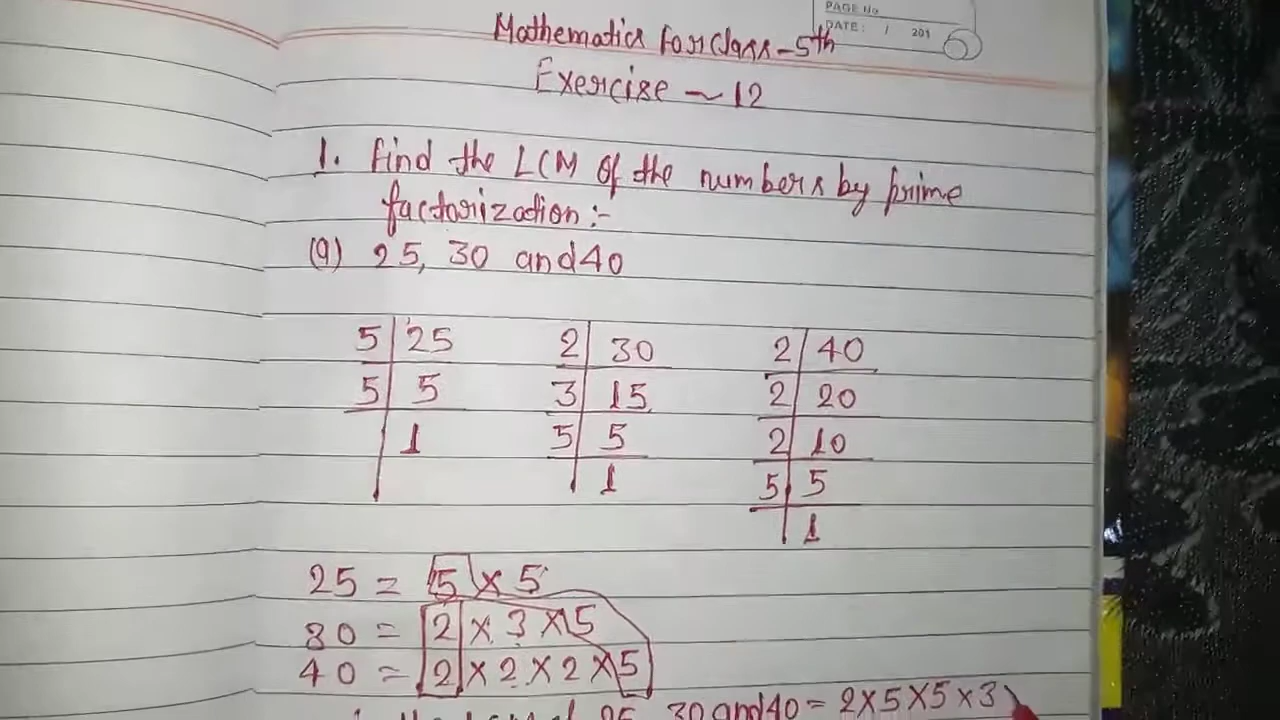 PAGE No
DATE: / 201
Mathematics for class-5th
Exercise ~ 12
1. Find the LCM of the numbers by prime
factorization:-
(a) 25, 30 and 40
5 | 25
5 | 5
1
2 | 30
3 | 15
5 | 5
1
2 | 40
2 | 20
2 | 10
5 | 5
1
25 = 5 × 5
30 = 2 × 3 × 5
40 = 2 × 2 × 2 × 5
25, 30 and 40 = 2×5×5×3